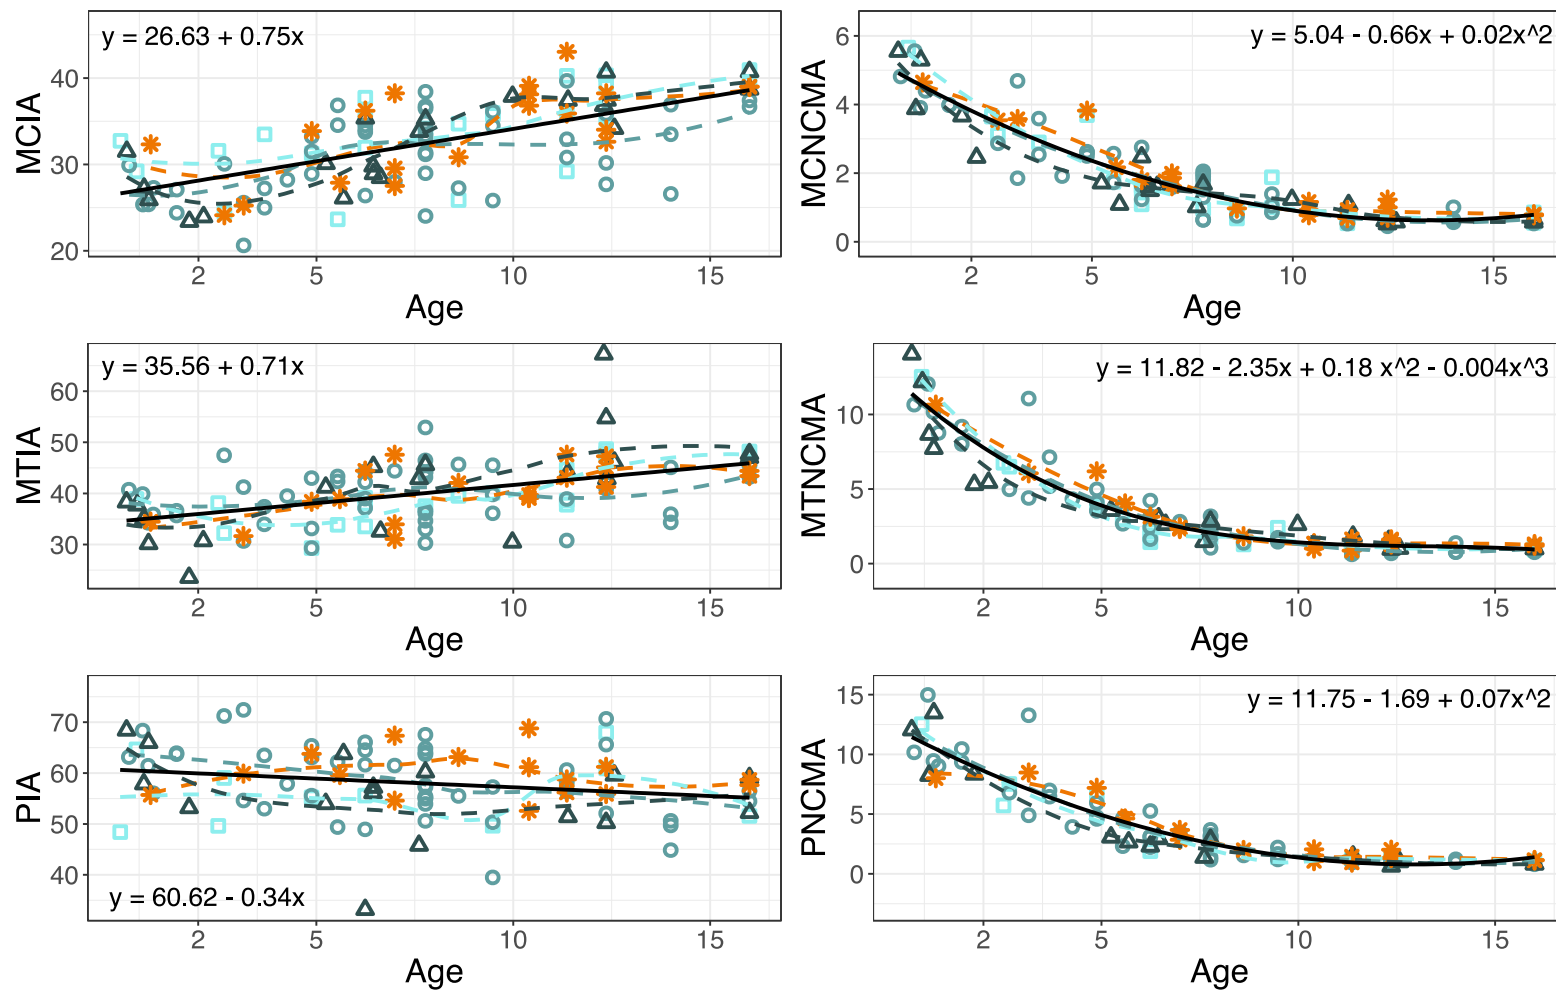 y = 26.63 + 0.75x
MCIA
40
30
20
2 5 10 15
Age
y = 5.04 - 0.66x + 0.02x^2
MCNCMA
6
4
2
0
2 5 10 15
Age
y = 35.56 + 0.71x
MTIA
60
50
40
30
2 5 10 15
Age
y = 11.82 - 2.35x + 0.18 x^2 - 0.004x^3
MTNCMA
10
5
0
2 5 10 15
Age
y = 60.62 - 0.34x
PIA
70
60
50
40
2 5 10 15
Age
y = 11.75 - 1.69 + 0.07x^2
PNCMA
15
10
5
0
2 5 10 15
Age